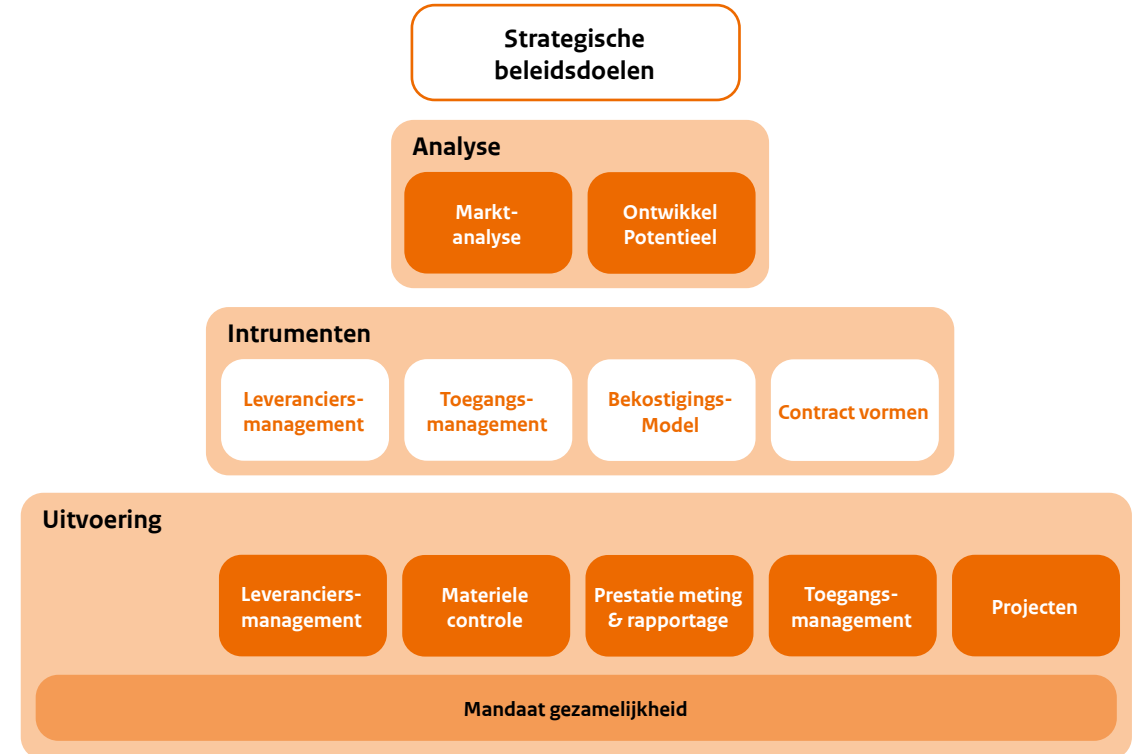 Strategische
beleidsdoelen
Analyse
Markt-
analyse
Ontwikkel
Potentieel
Intrumenten
Leveranciers-
management
Toegangs-
management
Bekostigings-
Model
Contract vormen
Uitvoering
Leveranciers-
management
Materiele
controle
Prestatie meting
& rapportage
Toegangs-
management
Projecten
Mandaat gezamelijkheid